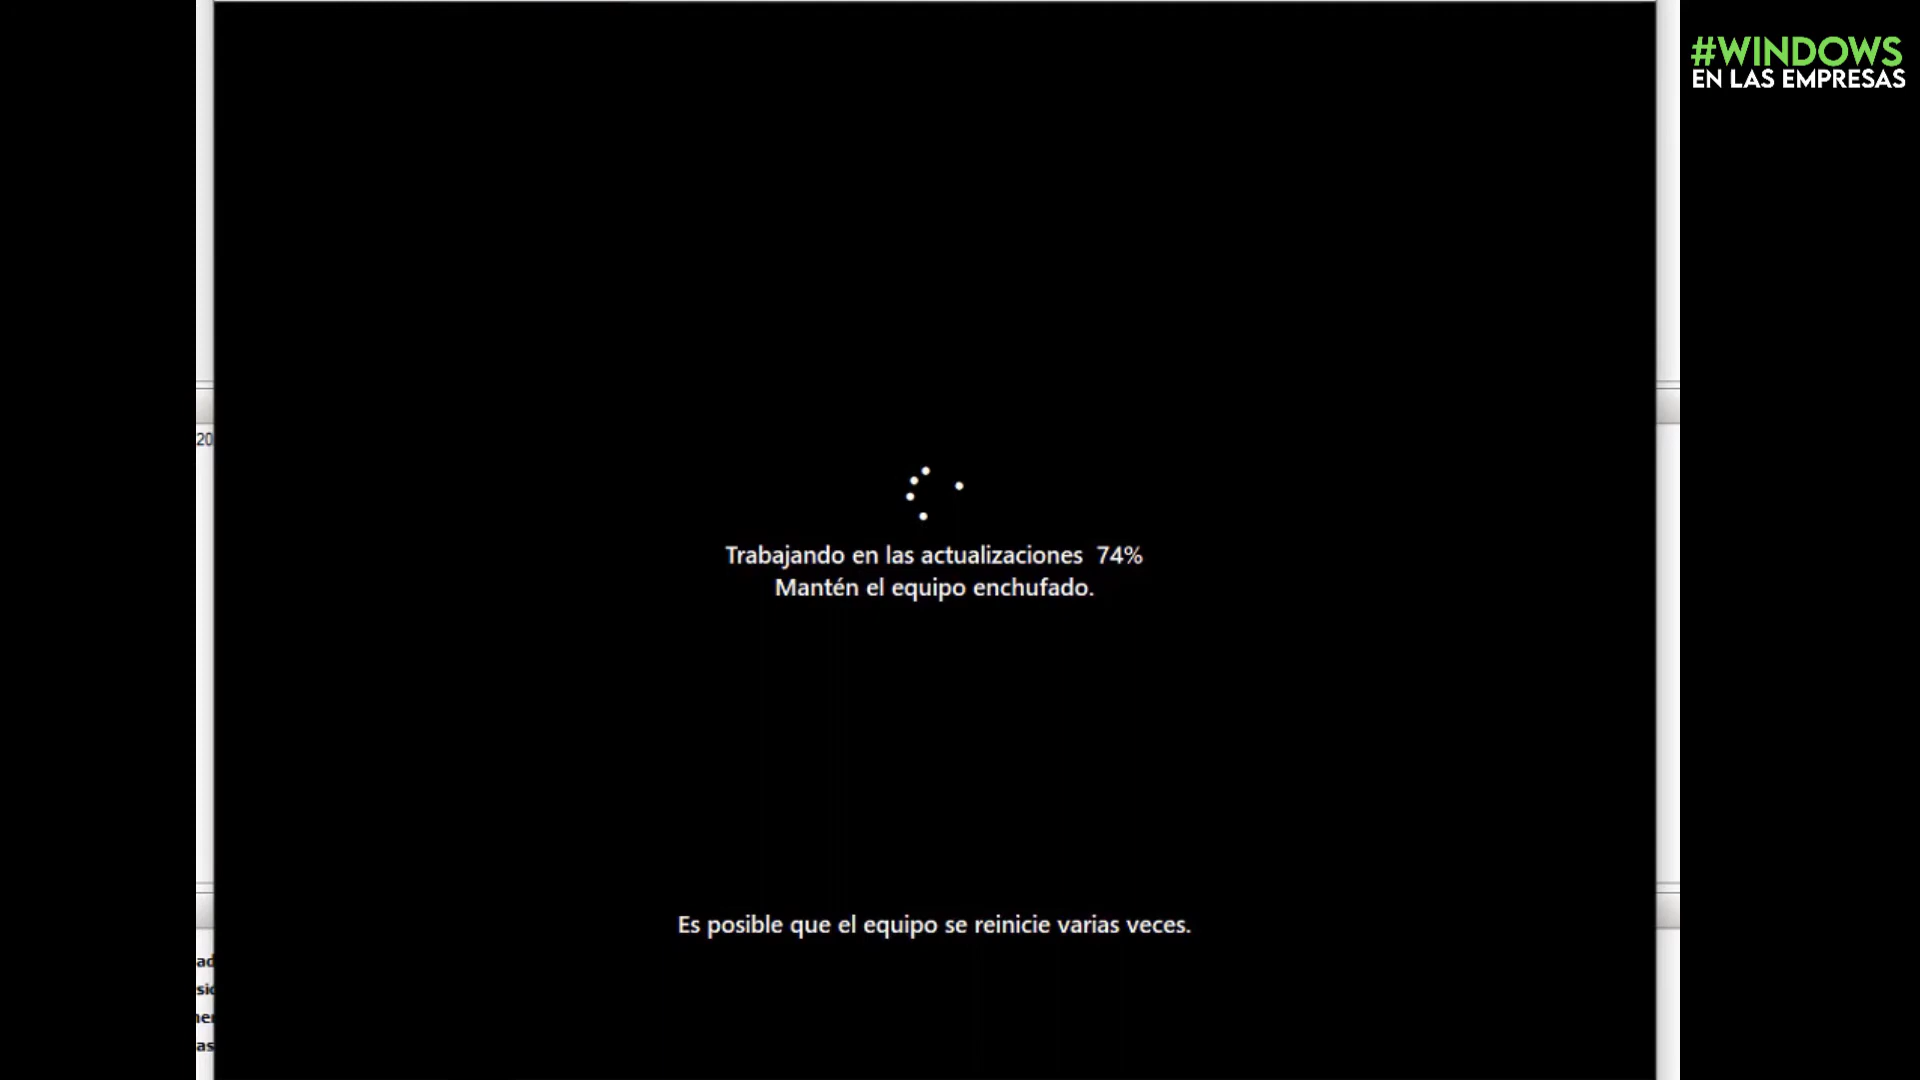 #WINDOWS
EN LAS EMPRESAS
20
Trabajando en las actualizaciones 74%
Mantén el equipo enchufado.
Es posible que el equipo se reinicie varias veces.